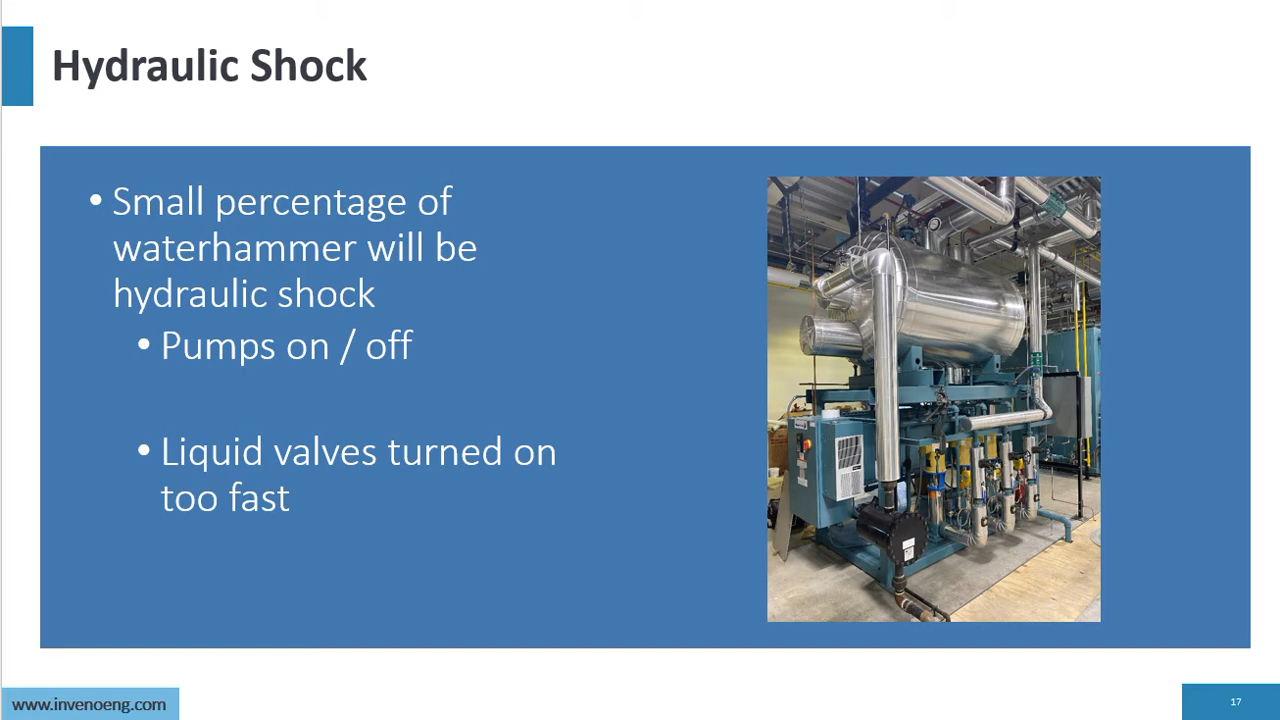 Hydraulic Shock
• Small percentage of
waterhammer will be
hydraulic shock
• Pumps on / off
• Liquid valves turned on
too fast
www.invenoeng.com
17